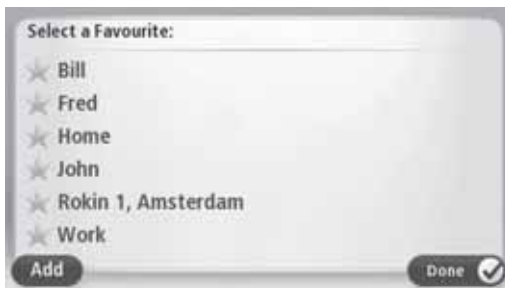 Select a Favourite:
Bill
Fred
Home
John
Rokin 1, Amsterdam
Work
Add
Done